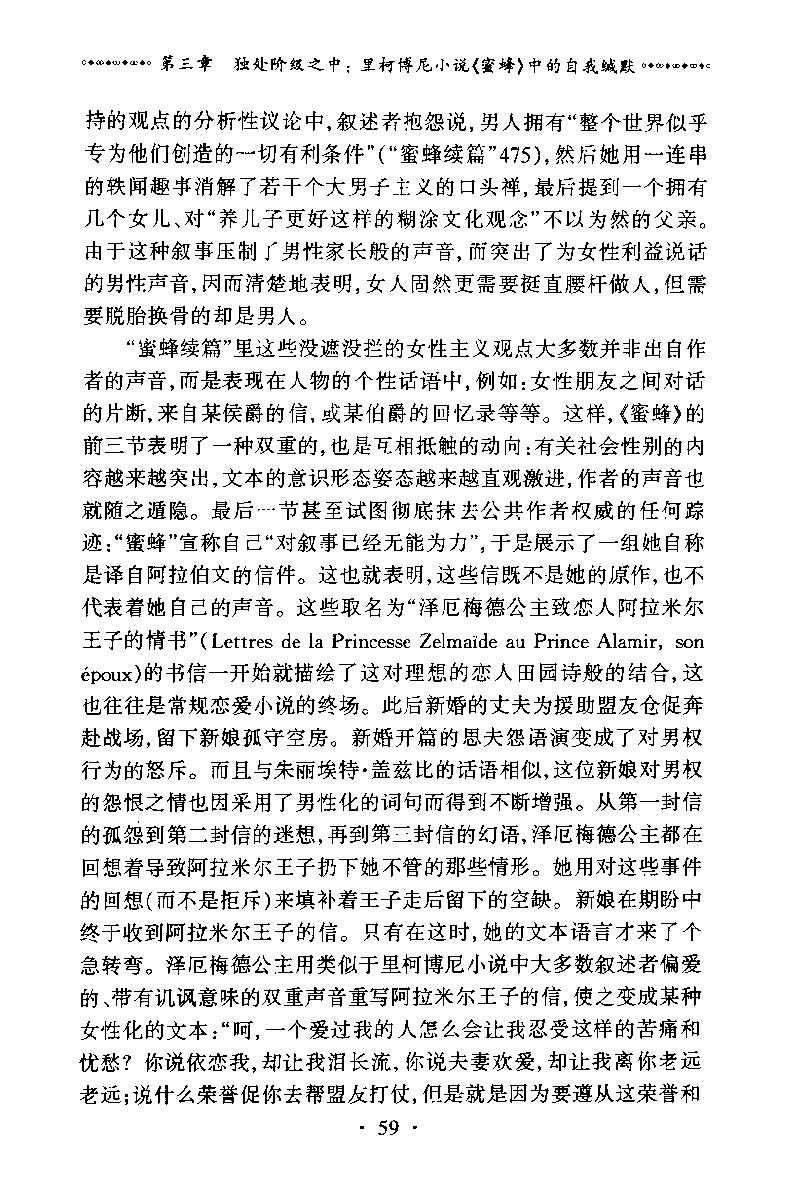 第三章 独处阶级之中：里柯博尼小说《蜜蜂》中的自我缄默
持的观点的分析性议论中，叙述者抱怨说，男人拥有“整个世界似乎
专为他们创造的一切有利条件”（“蜜蜂续篇”475），然后她用一连串
的轶闻趣事消解了若干个大男子主义的口头禅，最后提到一个拥有
几个女儿、对“养儿子更好这样的糊涂文化观念”不以为然的父亲。
由于这种叙事压制了男性家长般的声音，而突出了为女性利益说话
的男性声音，因而清楚地表明，女人固然更需要挺直腰杆做人，但需
要脱胎换骨的却是男人。
“蜜蜂续篇”里这些没遮没拦的女性主义观点大多数并非出自作
者的声音，而是表现在人物的个性话语中，例如：女性朋友之间对话
的片断，来自某侯爵的信，或某伯爵的回忆录等等。这样，《蜜蜂》的
前三节表明了一种双重的，也是互相抵触的动向：有关社会性别的内
容越来越突出，文本的意识形态姿态越来越直观激进，作者的声音也
就随之遁隐。最后一节甚至试图彻底抹去公共作者权威的任何踪
迹：“蜜蜂”宣称自己“对叙事已经无能为力”，于是展示了一组她自称
是译自阿拉伯文的信件。这也就表明，这些信既不是她的原作，也不
代表着她自己的声音。这些取名为“泽厄梅德公主致恋人阿拉米尔
王子的情书”（Lettres de la Princesse Zelmaïde au Prince Alamir, son
époux）的书信一开始就描绘了这对理想的恋人田园诗般的结合，这
也往往是常规恋爱小说的终场。此后新婚的丈夫为援助盟友仓促奔
赴战场，留下新娘孤守空房。新婚开篇的思夫怨语演变成了对男权
行为的怒斥。而且与朱丽埃特·盖兹比的话语相似，这位新娘对男权
的怨恨之情也因采用了男性化的词句而得到不断增强。从第一封信
的孤怨到第二封信的迷想，再到第三封信的幻语，泽厄梅德公主都在
回想着导致阿拉米尔王子扔下她不管的那些情形。她用对这些事件
的回想（而不是拒斥）来填补着王子走后留下的空缺。新娘在期盼中
终于收到阿拉米尔王子的信。只有在这时，她的文本语言才来了个
急转弯。泽厄梅德公主用类似于里柯博尼小说中大多数叙述者偏爱
的、带有讥讽意味的双重声音重写阿拉米尔王子的信，使之变成某种
女性化的文本：“呵，一个爱过我的人怎么会让我忍受这样的苦痛和
忧愁？你说依恋我，却让我泪长流，你说夫妻欢爱，却让我离你老远
老远；说什么荣誉促你去帮盟友打仗，但是就是因为要遵从这荣誉和
· 59 ·